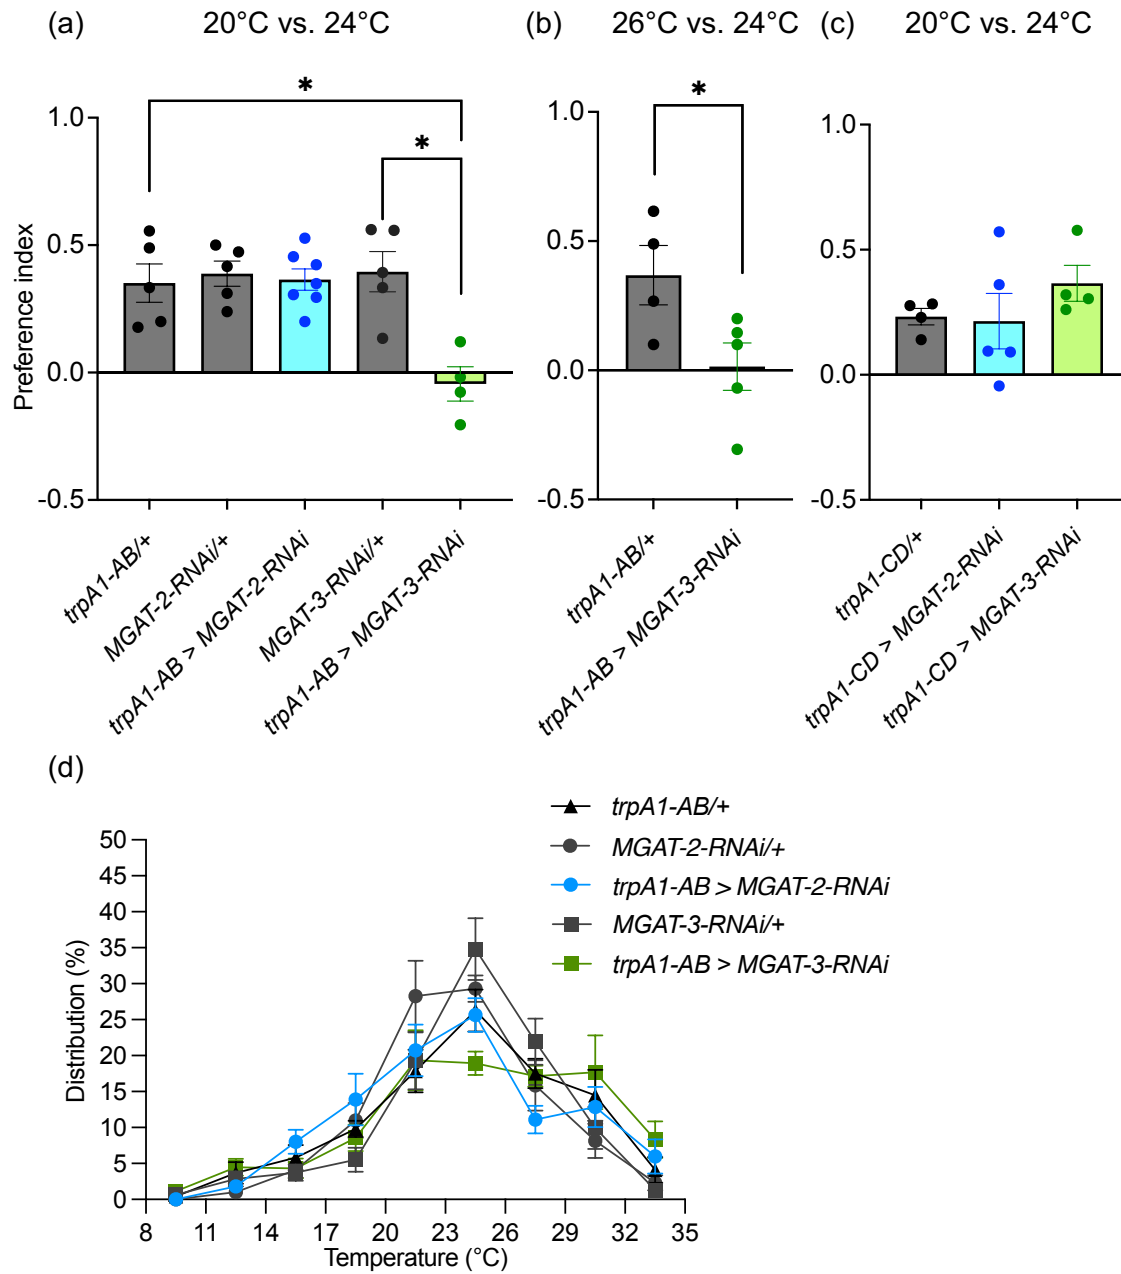 (a) 20°C vs. 24°C
(b) 26°C vs. 24°C
(c) 20°C vs. 24°C
*
*
*
Preference index
1.0
0.5
0.0
-0.5
1.0
0.5
0.0
-0.5
1.0
0.5
0.0
-0.5
trpA1-AB/+
MGAT-2-RNAi/+
trpA1-AB > MGAT-2-RNAi
MGAT-3-RNAi/+
trpA1-AB > MGAT-3-RNAi
trpA1-AB/+
trpA1-AB > MGAT-3-RNAi
trpA1-CD/+
trpA1-CD > MGAT-2-RNAi
trpA1-CD > MGAT-3-RNAi
(d)
trpA1-AB/+
MGAT-2-RNAi/+
trpA1-AB > MGAT-2-RNAi
MGAT-3-RNAi/+
trpA1-AB > MGAT-3-RNAi
Distribution (%)
50
45
40
35
30
25
20
15
10
5
0
8 11 14 17 20 23 26 29 32 35
Temperature (°C)